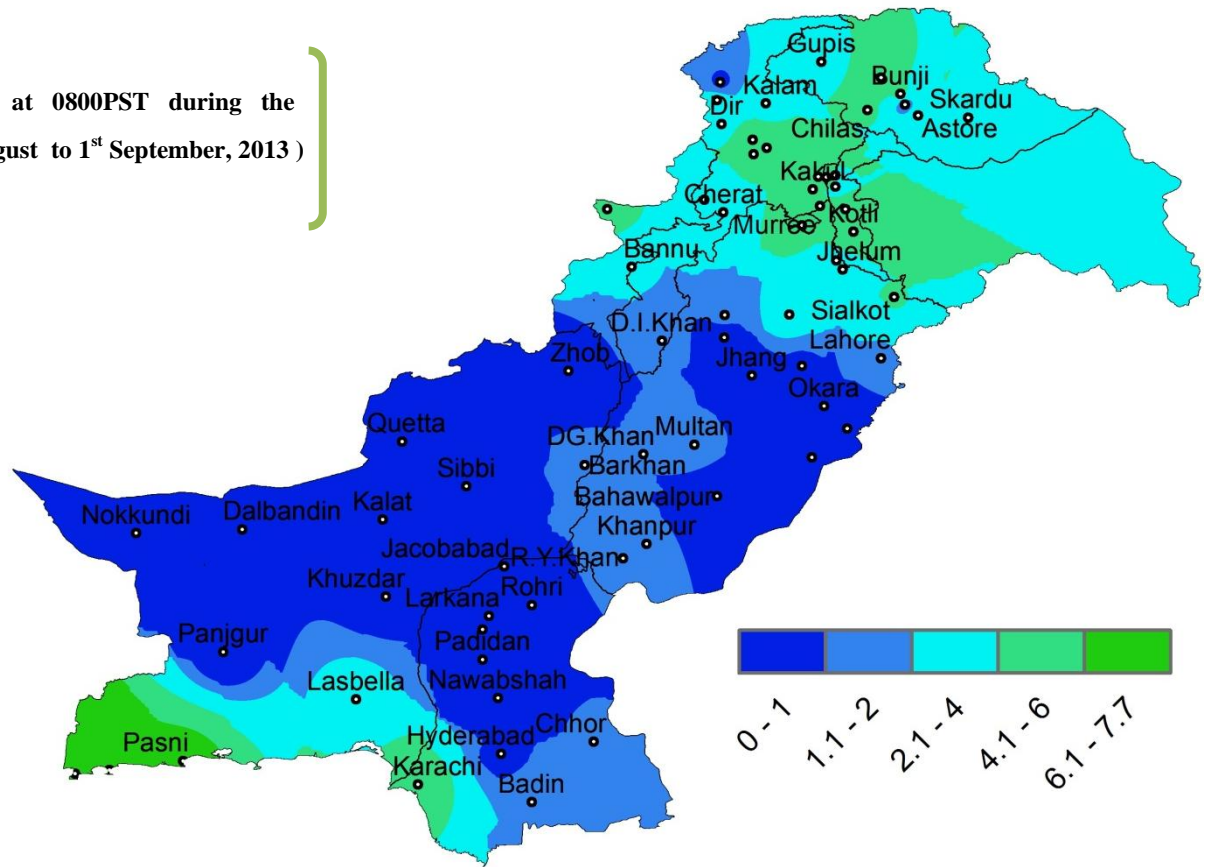 at 0800PST during the
gust to 1st September, 2013 )
Gupis
Bunji
Kalam
Skardu
Dir
Astore
Chilas
Kakul
Cherat
Kotli
Murree
Bannu
Jhelum
Sialkot
D.I.Khan
Lahore
Zhob
Jhang
Okara
Quetta
DG.Khan
Multan
Barkhan
Sibbi
Bahawalpur
Nokkundi
Dalbandin
Kalat
Khanpur
Jacobabad
R.Y.Khan
Khuzdar
Rohri
Larkana
Panjgur
Padidan
Lasbella
Nawabshah
Chhor
Hyderabad
Pasni
Karachi
Badin
0 - 1
1.1 - 2
2.1 - 4
4.1 - 6
6.1 - 7.7